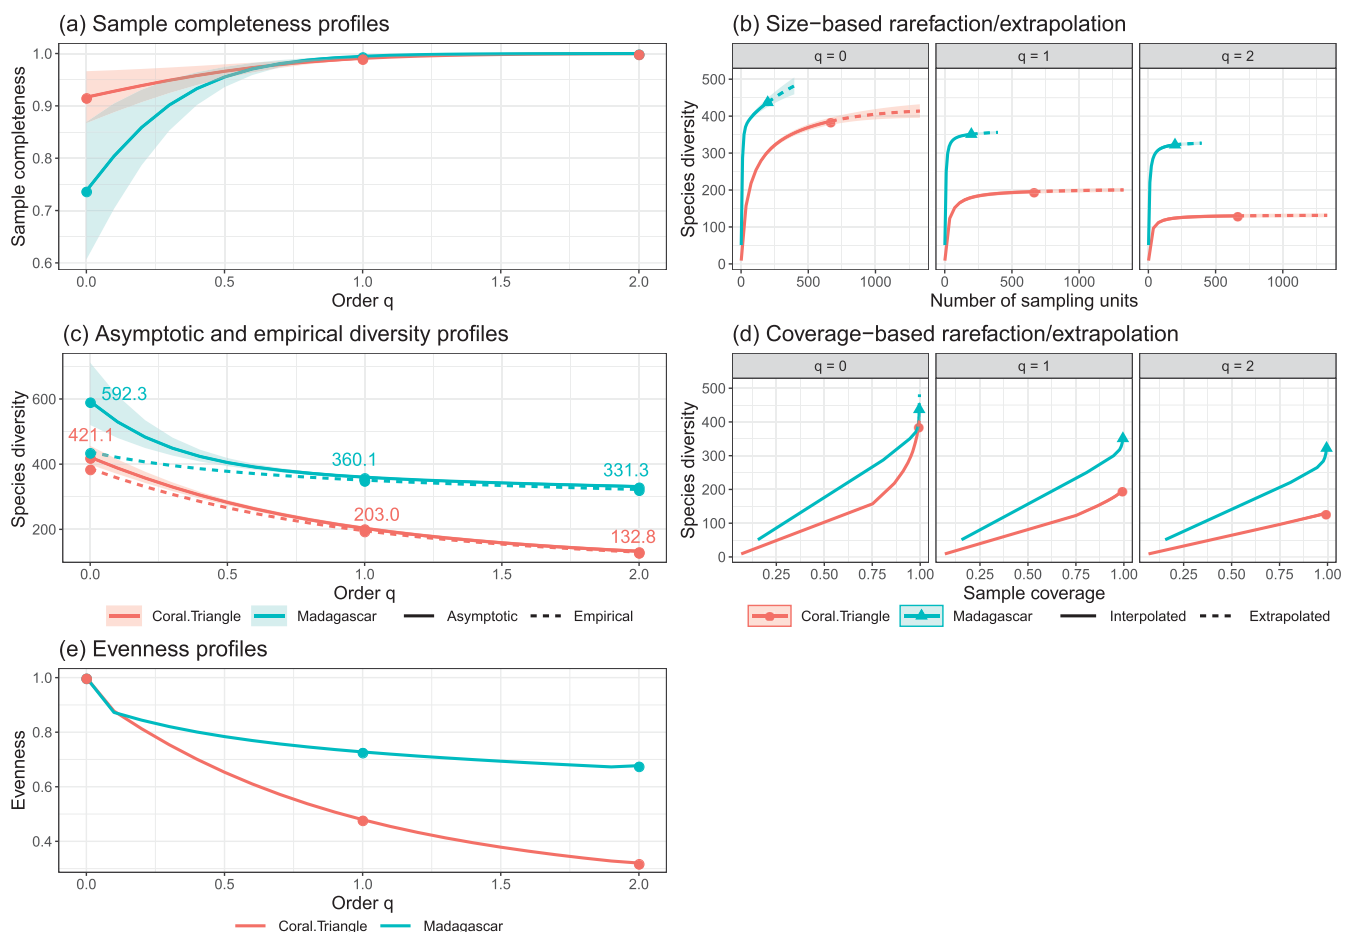 (a) Sample completeness profiles
Sample completeness
1.0
0.9
0.8
0.7
0.6
0.0
0.5
1.0
1.5
2.0
Order q
(b) Size−based rarefaction/extrapolation
q = 0
q = 1
q = 2
Species diversity
500
400
300
200
100
0
0
500
1000
0
500
1000
0
500
1000
Number of sampling units
(c) Asymptotic and empirical diversity profiles
Species diversity
600
400
200
592.3
421.1
360.1
203.0
331.3
132.8
0.0
0.5
1.0
1.5
2.0
Order q
Coral.Triangle
Madagascar
Asymptotic
Empirical
(d) Coverage−based rarefaction/extrapolation
q = 0
q = 1
q = 2
Species diversity
500
400
300
200
100
0
0.25
0.50
0.75
1.00
0.25
0.50
0.75
1.00
0.25
0.50
0.75
1.00
Sample coverage
Coral.Triangle
Madagascar
Interpolated
Extrapolated
(e) Evenness profiles
Evenness
1.0
0.8
0.6
0.4
0.0
0.5
1.0
1.5
2.0
Order q
Coral.Triangle
Madagascar